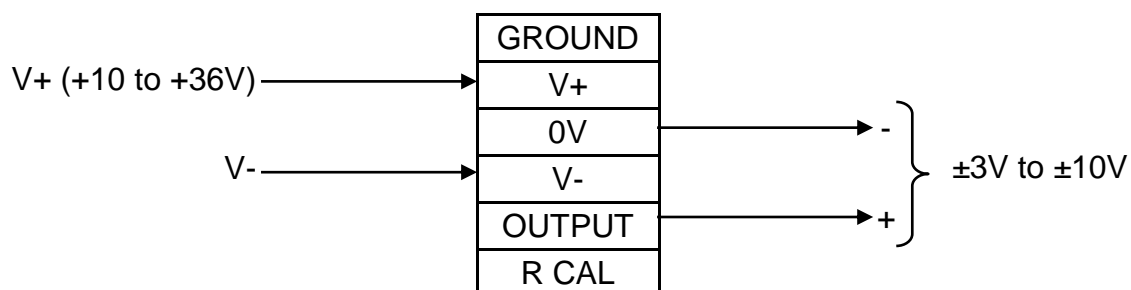 GROUND
V+ (+10 to +36V)
V+
0V
-
V-
V-
±3V to ±10V
OUTPUT
+
R CAL